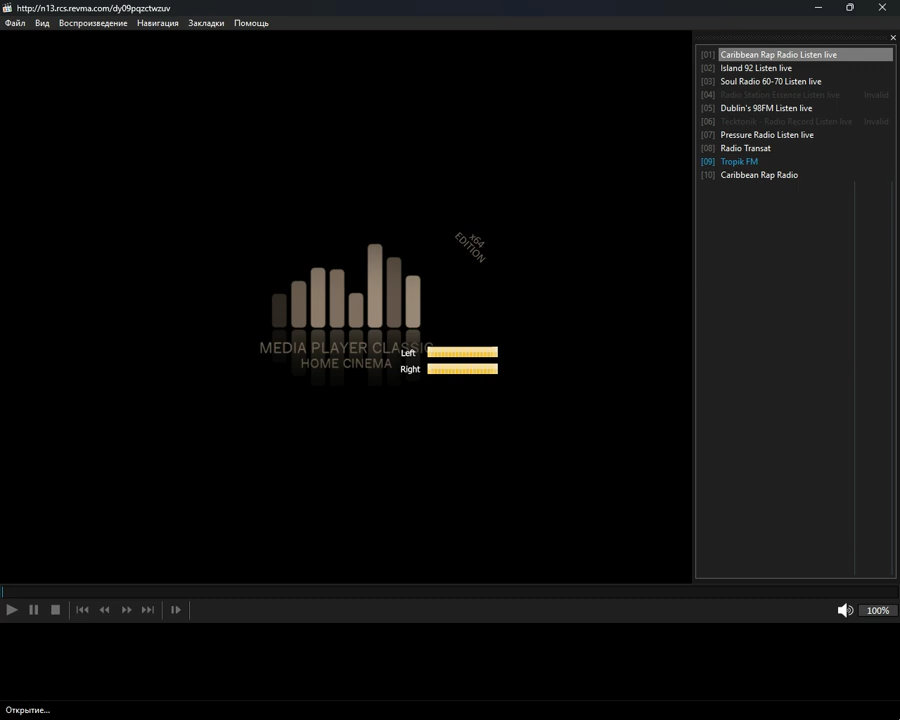 http://n13.rcs.revma.com/dy09pqzctwzuv
Файл Вид Воспроизведение Навигация Закладки Помощь
[01] Caribbean Rap Radio Listen live
[02] Island 92 Listen live
[03] Soul Radio 60-70 Listen live
[04] Radio Station Essence Listen live Invalid
[05] Dublin's 98FM Listen live
[06] Tecktonik - Radio Record Listen live Invalid
[07] Pressure Radio Listen live
[08] Radio Transat
[09] Tropik FM
[10] Caribbean Rap Radio
x64
EDITION
MEDIA PLAYER CLASSIC
HOME CINEMA
Left
Right
100%
Открытие...